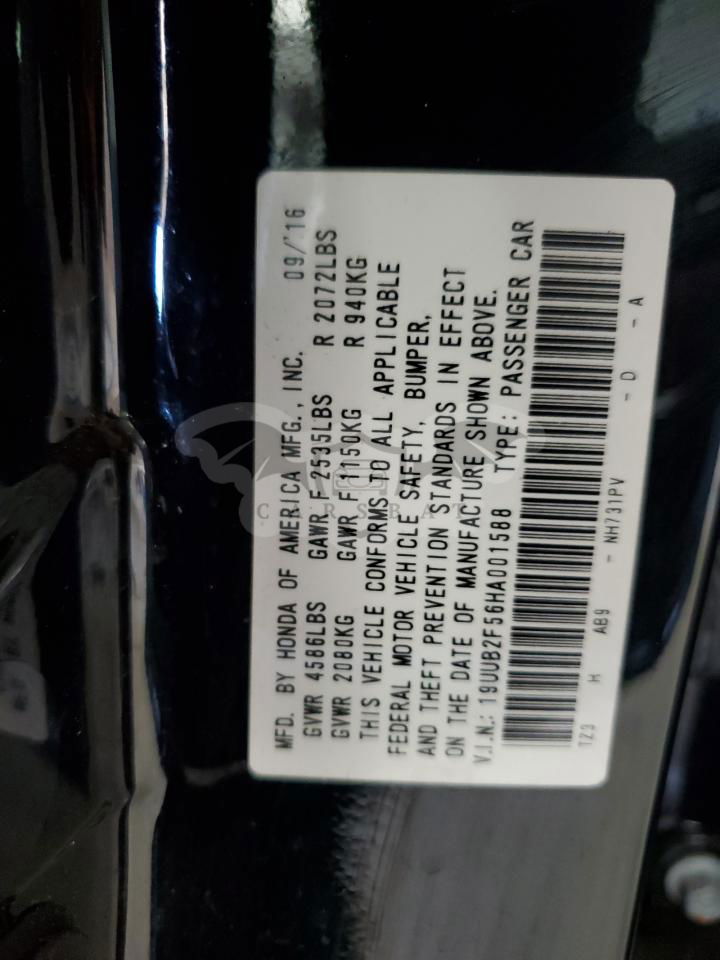 MFD. BY HONDA OF AMERICA MFG., INC. 09/'16
GVWR 4586LBS GAWR F 2535LBS R 2072LBS
GVWR 2080KG GAWR F 1150KG R 940KG
THIS VEHICLE CONFORMS TO ALL APPLICABLE
FEDERAL MOTOR VEHICLE SAFETY, BUMPER,
AND THEFT PREVENTION STANDARDS IN EFFECT
ON THE DATE OF MANUFACTURE SHOWN ABOVE.
V.I.N.: 19UUB2F56HA001588 TYPE: PASSENGER CAR
TZ3 H AB9 - NH731PV - D - A
CARSBAT